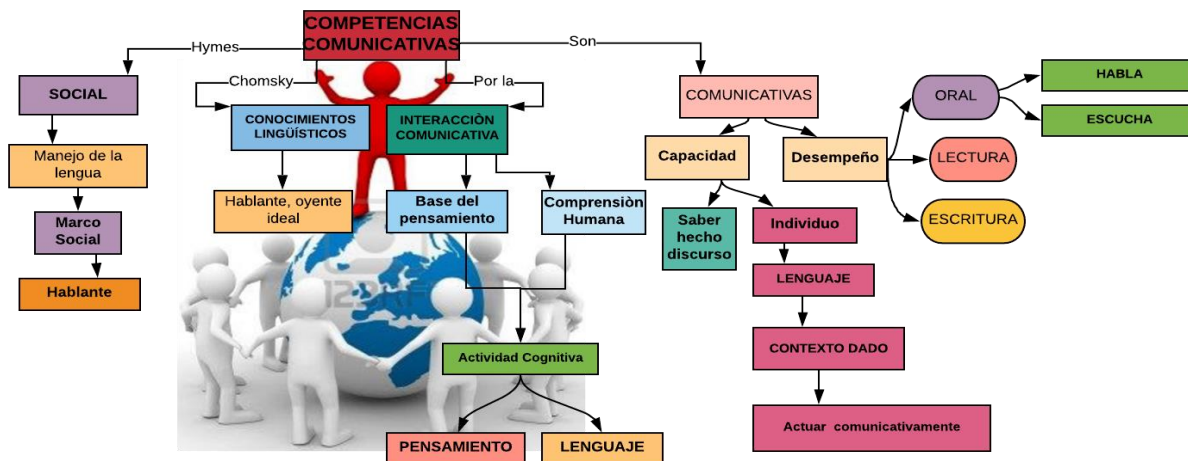 COMPETENCIAS
COMUNICATIVAS
Hymes
Son
Chomsky
Por la
SOCIAL
Manejo de la
lengua
Marco
Social
Hablante
CONOCIMIENTOS
LINGÜÍSTICOS
Hablante, oyente
ideal
INTERACCIÒN
COMUNICATIVA
Base del
pensamiento
Comprensiòn
Humana
Actividad Cognitiva
PENSAMIENTO
LENGUAJE
COMUNICATIVAS
Capacidad
Desempeño
Saber
hecho
discurso
Individuo
LENGUAJE
CONTEXTO DADO
Actuar comunicativamente
ORAL
LECTURA
ESCRITURA
HABLA
ESCUCHA